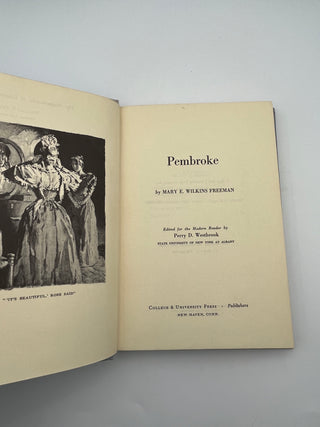 "'IT'S BEAUTIFUL,' ROSE SAID"
Pembroke
by MARY E. WILKINS FREEMAN
Edited for the Modern Reader by
Perry D. Westbrook
STATE UNIVERSITY OF NEW YORK AT ALBANY
COLLEGE & UNIVERSITY PRESS · Publishers
NEW HAVEN, CONN.